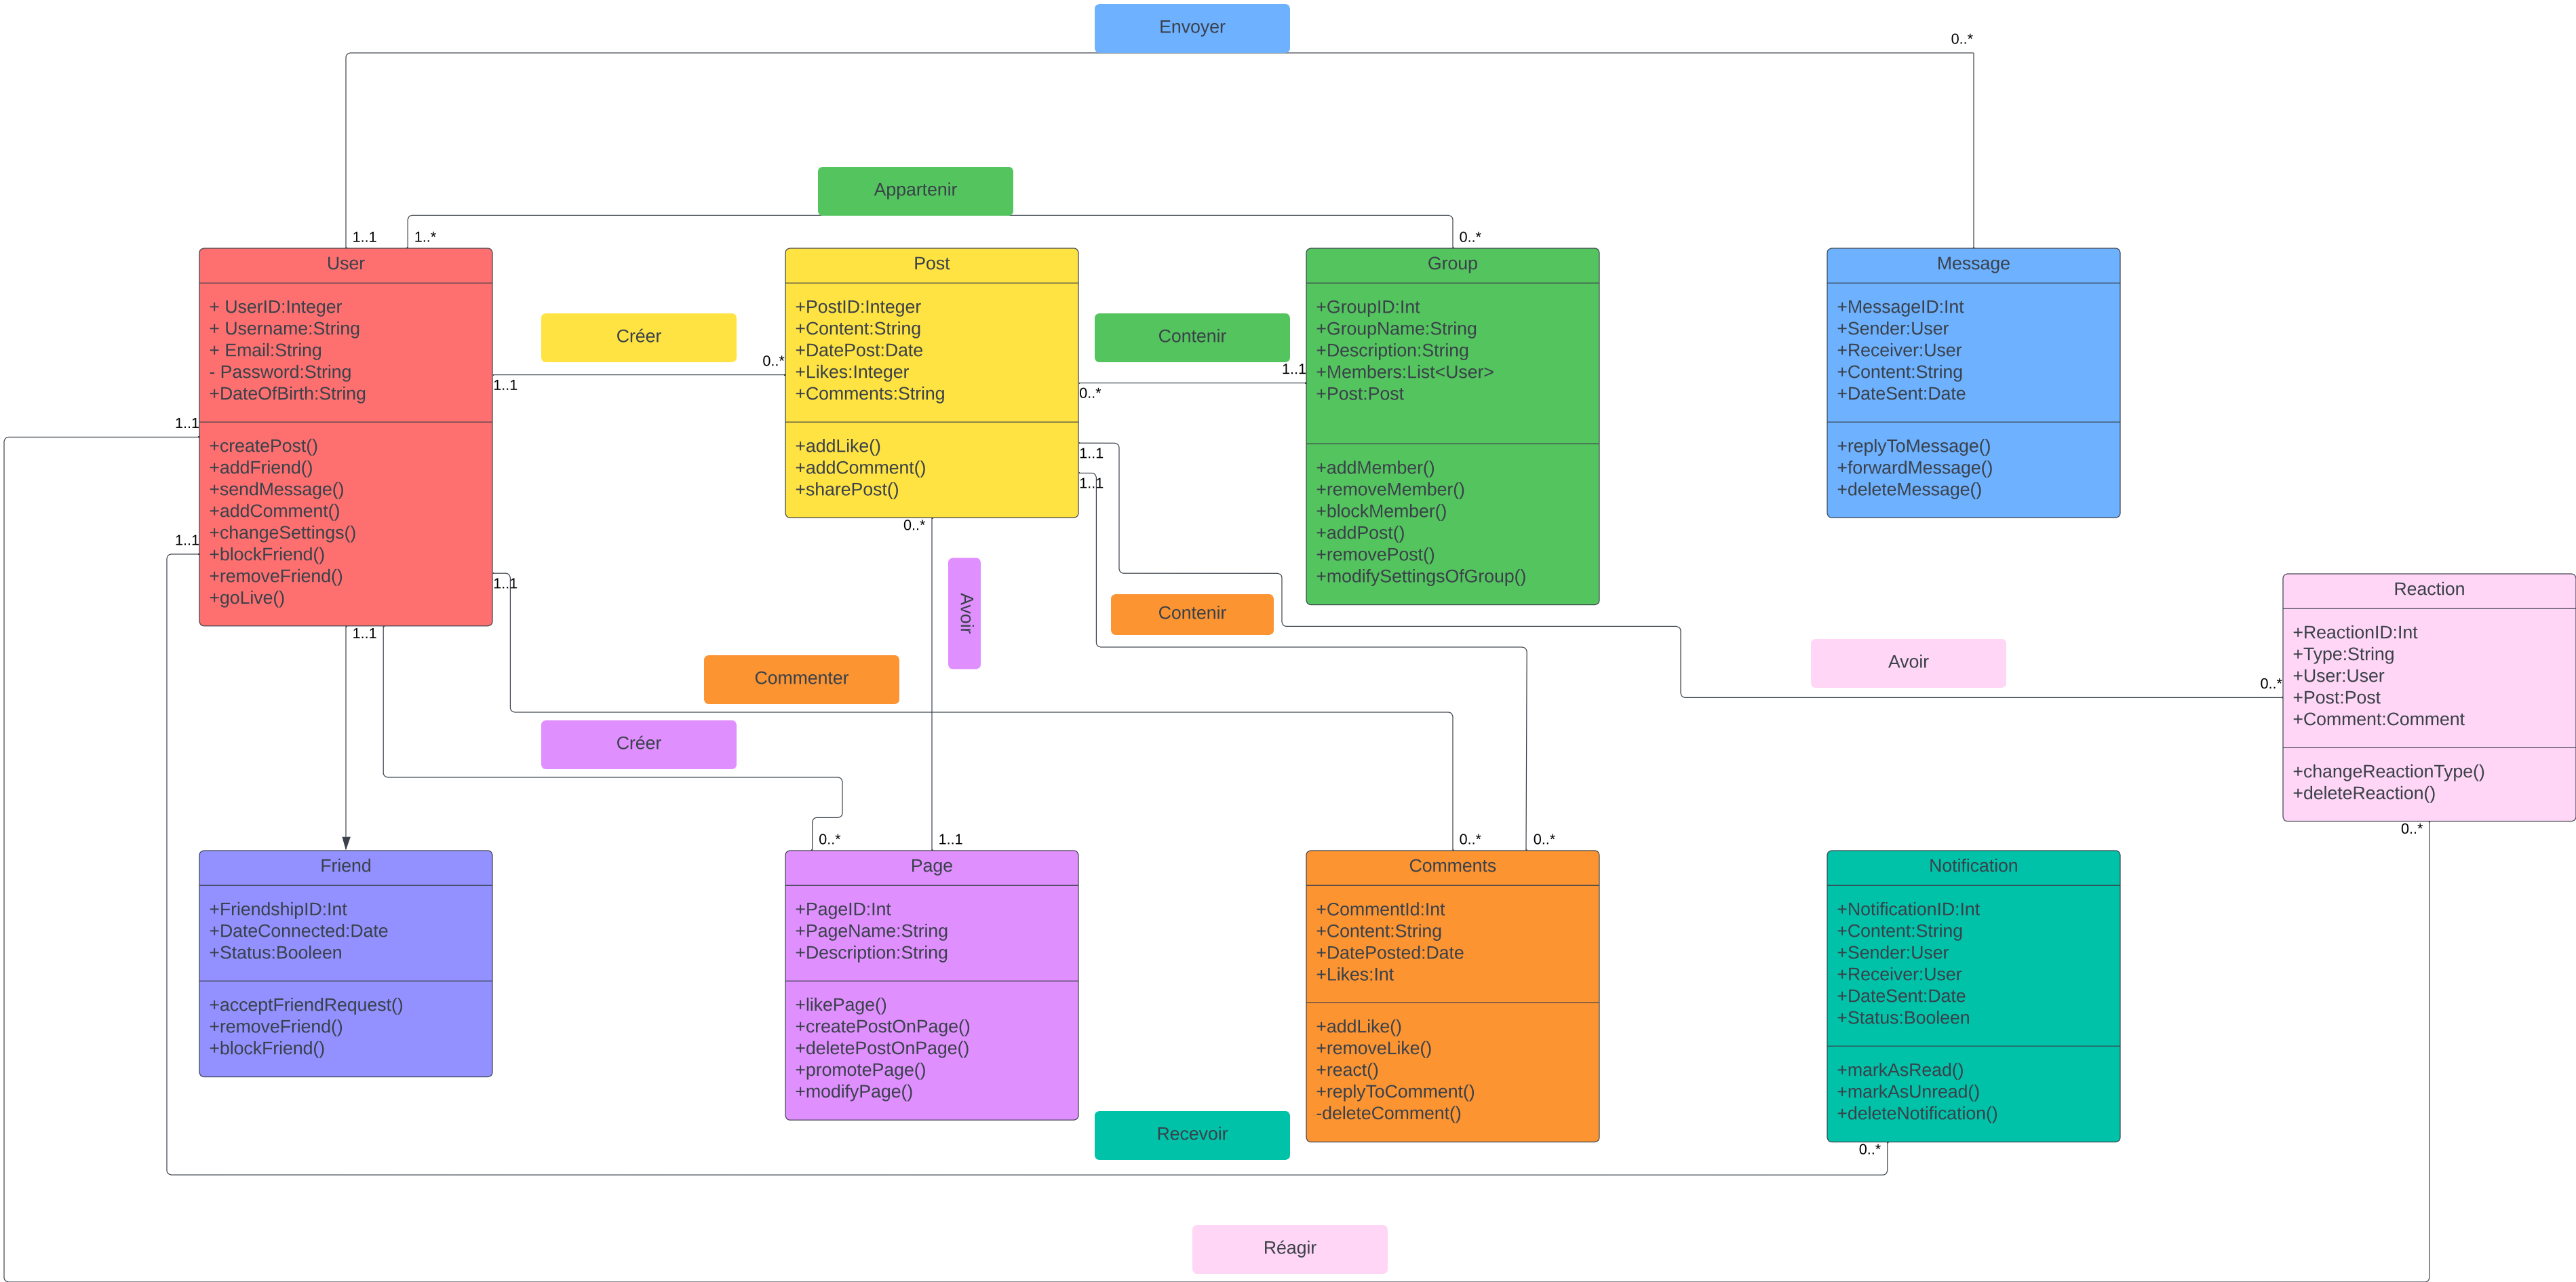 Envoyer
0..*
Appartenir
1..1
1..*
0..*
User
+ UserID:Integer
+ Username:String
+ Email:String
- Password:String
+DateOfBirth:String
+createPost()
+addFriend()
+sendMessage()
+addComment()
+changeSettings()
+blockFriend()
+removeFriend()
+goLive()
1..1
1..1
1..1
1..1
1..1
Créer
0..*
Post
+PostID:Integer
+Content:String
+DatePost:Date
+Likes:Integer
+Comments:String
+addLike()
+addComment()
+sharePost()
0..*
1..1
1..1
0..*
Contenir
1..1
Group
+GroupID:Int
+GroupName:String
+Description:String
+Members:List<User>
+Post:Post
+addMember()
+removeMember()
+blockMember()
+addPost()
+removePost()
+modifySettingsOfGroup()
Message
+MessageID:Int
+Sender:User
+Receiver:User
+Content:String
+DateSent:Date
+replyToMessage()
+forwardMessage()
+deleteMessage()
Avoir
Contenir
Commenter
Créer
Avoir
0..*
Reaction
+ReactionID:Int
+Type:String
+User:User
+Post:Post
+Comment:Comment
+changeReactionType()
+deleteReaction()
0..*
Friend
+FriendshipID:Int
+DateConnected:Date
+Status:Booleen
+acceptFriendRequest()
+removeFriend()
+blockFriend()
0..*
1..1
Page
+PageID:Int
+PageName:String
+Description:String
+likePage()
+createPostOnPage()
+deletePostOnPage()
+promotePage()
+modifyPage()
0..*
0..*
Comments
+CommentId:Int
+Content:String
+DatePosted:Date
+Likes:Int
+addLike()
+removeLike()
+react()
+replyToComment()
-deleteComment()
Notification
+NotificationID:Int
+Content:String
+Sender:User
+Receiver:User
+DateSent:Date
+Status:Booleen
+markAsRead()
+markAsUnread()
+deleteNotification()
0..*
Recevoir
Réagir